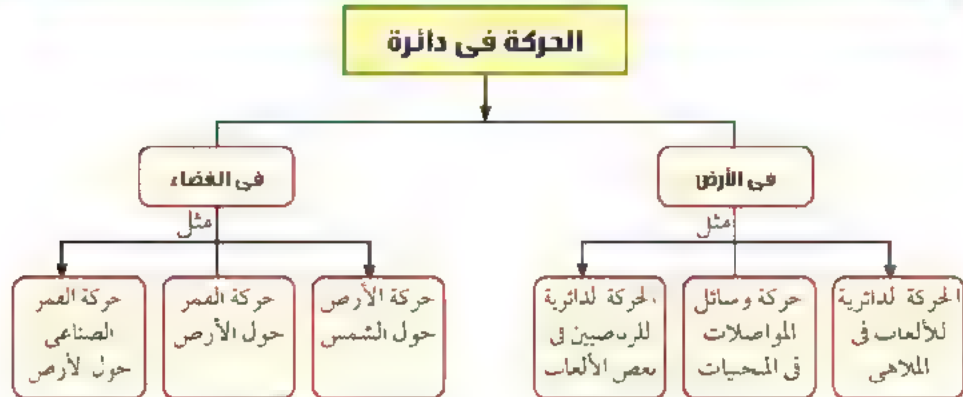 الحركة فى دائرة
فى الأرض
فى الفضاء
مثل
مثل
الحركة الدائرية
للألعاب فى
الملاهى
حركة وسائل
المواصلات
فى المنحنيات
الحركة الدائرية
للرياضيين فى
بعض الألعاب
حركة الأرض
حول الشمس
حركة القمر
حول الأرض
حركة القمر
الصناعى
حول الأرض